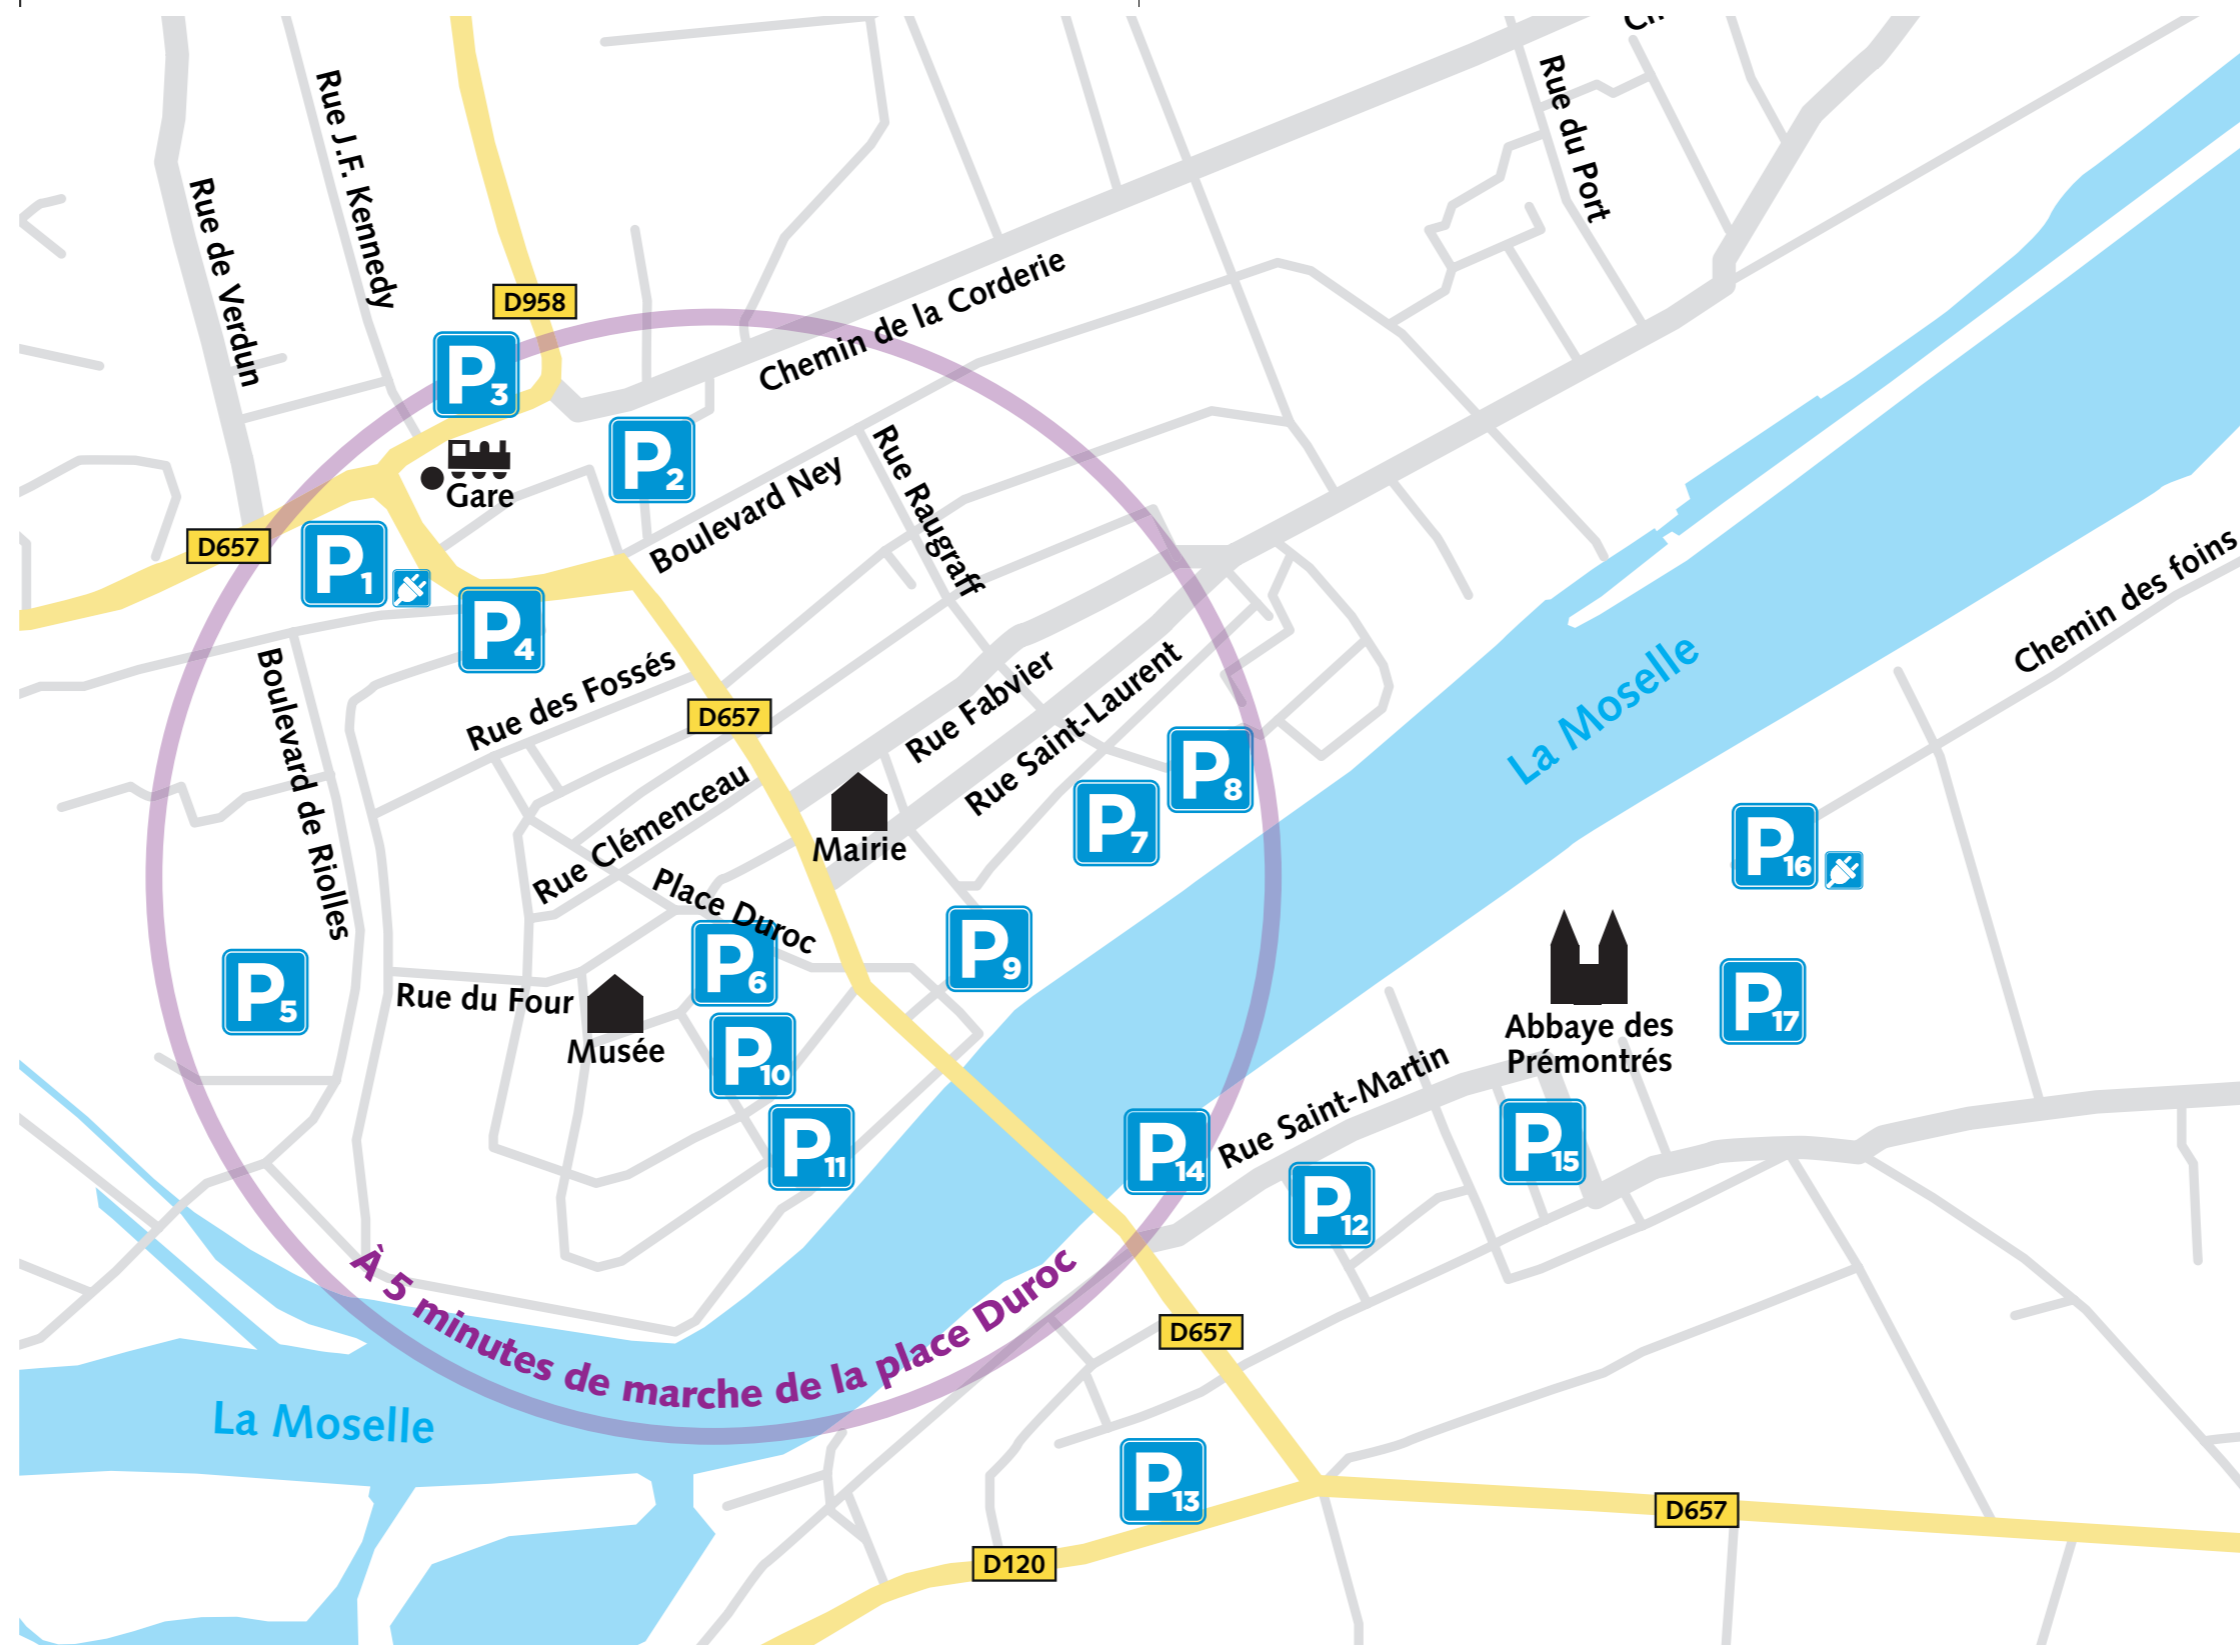 Rue du Port
Rue J.F. Kennedy
Rue de Verdun
Chemin de la Corderie
D958
P3
P2
Gare
Boulevard Ney
Rue Raugraff
D657
P1
P4
Chemin des foins
Boulevard de Riolles
Rue des Fossés
D657
Rue Fabvier
Rue Saint-Laurent
La Moselle
P8
P7
Rue Clémenceau
Mairie
P16
Place Duroc
P6
P9
P5
Rue du Four
Musée
P10
P17
Abbaye des
Prémontrés
P11
P14
Rue Saint-Martin
P15
P12
À 5 minutes de marche de la place Duroc
D657
La Moselle
P13
D657
D120